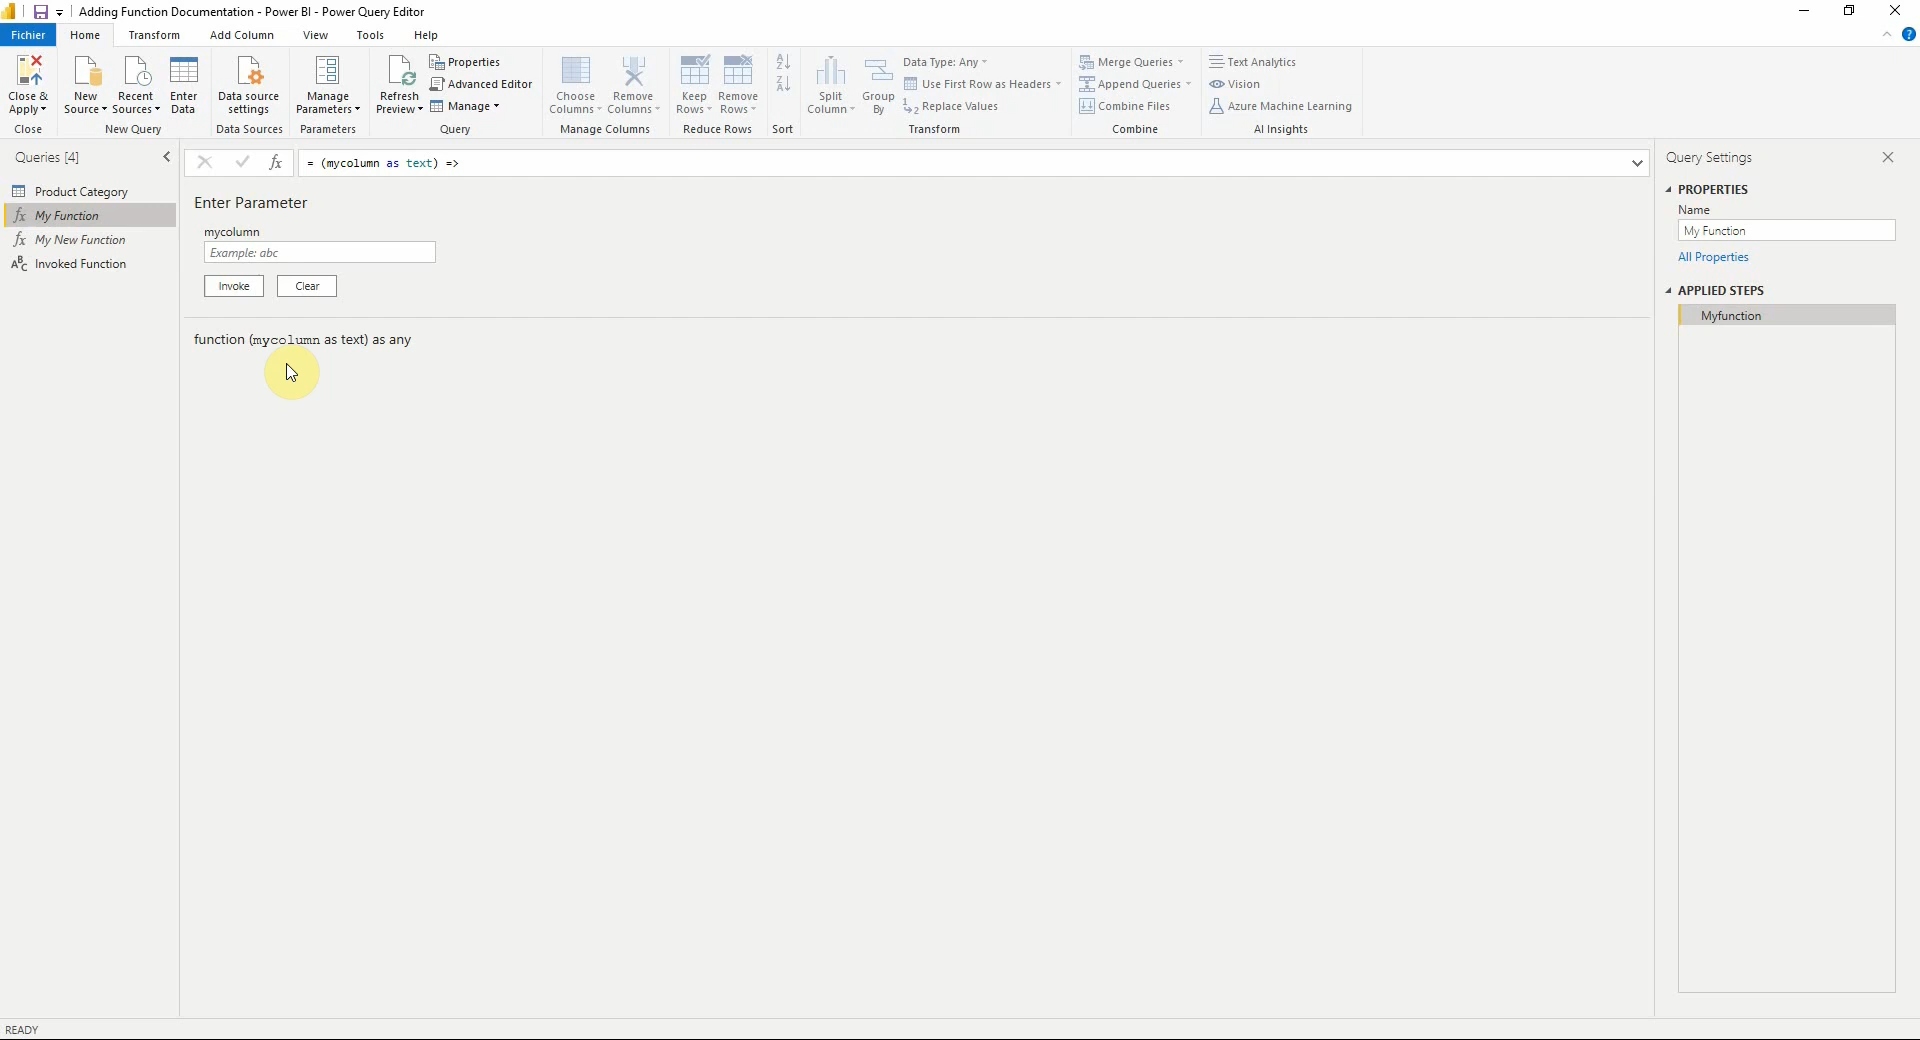 Adding Function Documentation - Power BI - Power Query Editor
Fichier Home Transform Add Column View Tools Help
Close & Apply
Close
New Source
Recent Sources
Enter Data
New Query
Data source settings
Data Sources
Manage Parameters
Parameters
Refresh Preview
Properties
Advanced Editor
Manage
Query
Choose Columns
Remove Columns
Manage Columns
Keep Rows
Remove Rows
Reduce Rows
Sort
Split Column
Group By
Data Type: Any
Use First Row as Headers
Replace Values
Transform
Merge Queries
Append Queries
Combine Files
Combine
Text Analytics
Vision
Azure Machine Learning
AI Insights
Queries [4]
Product Category
My Function
My New Function
Invoked Function
= (mycolumn as text) =>
Enter Parameter
mycolumn
Example: abc
Invoke Clear
function (mycolumn as text) as any
Query Settings
PROPERTIES
Name
My Function
All Properties
APPLIED STEPS
Myfunction
READY